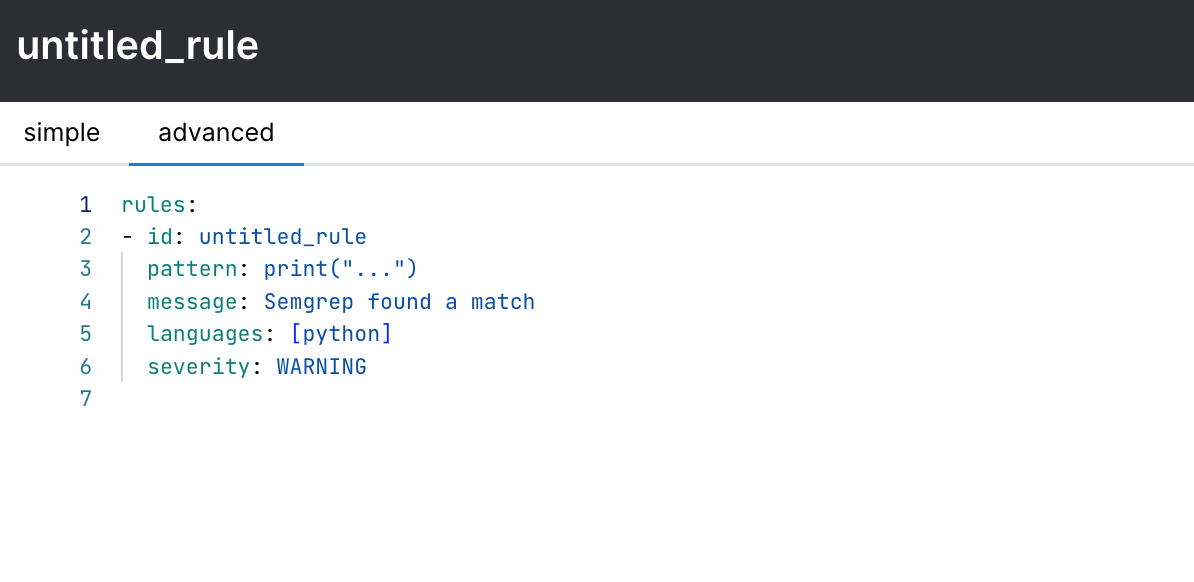 untitled_rule
simple advanced
1 rules:
2 - id: untitled_rule
3   pattern: print("...")
4   message: Semgrep found a match
5   languages: [python]
6   severity: WARNING
7